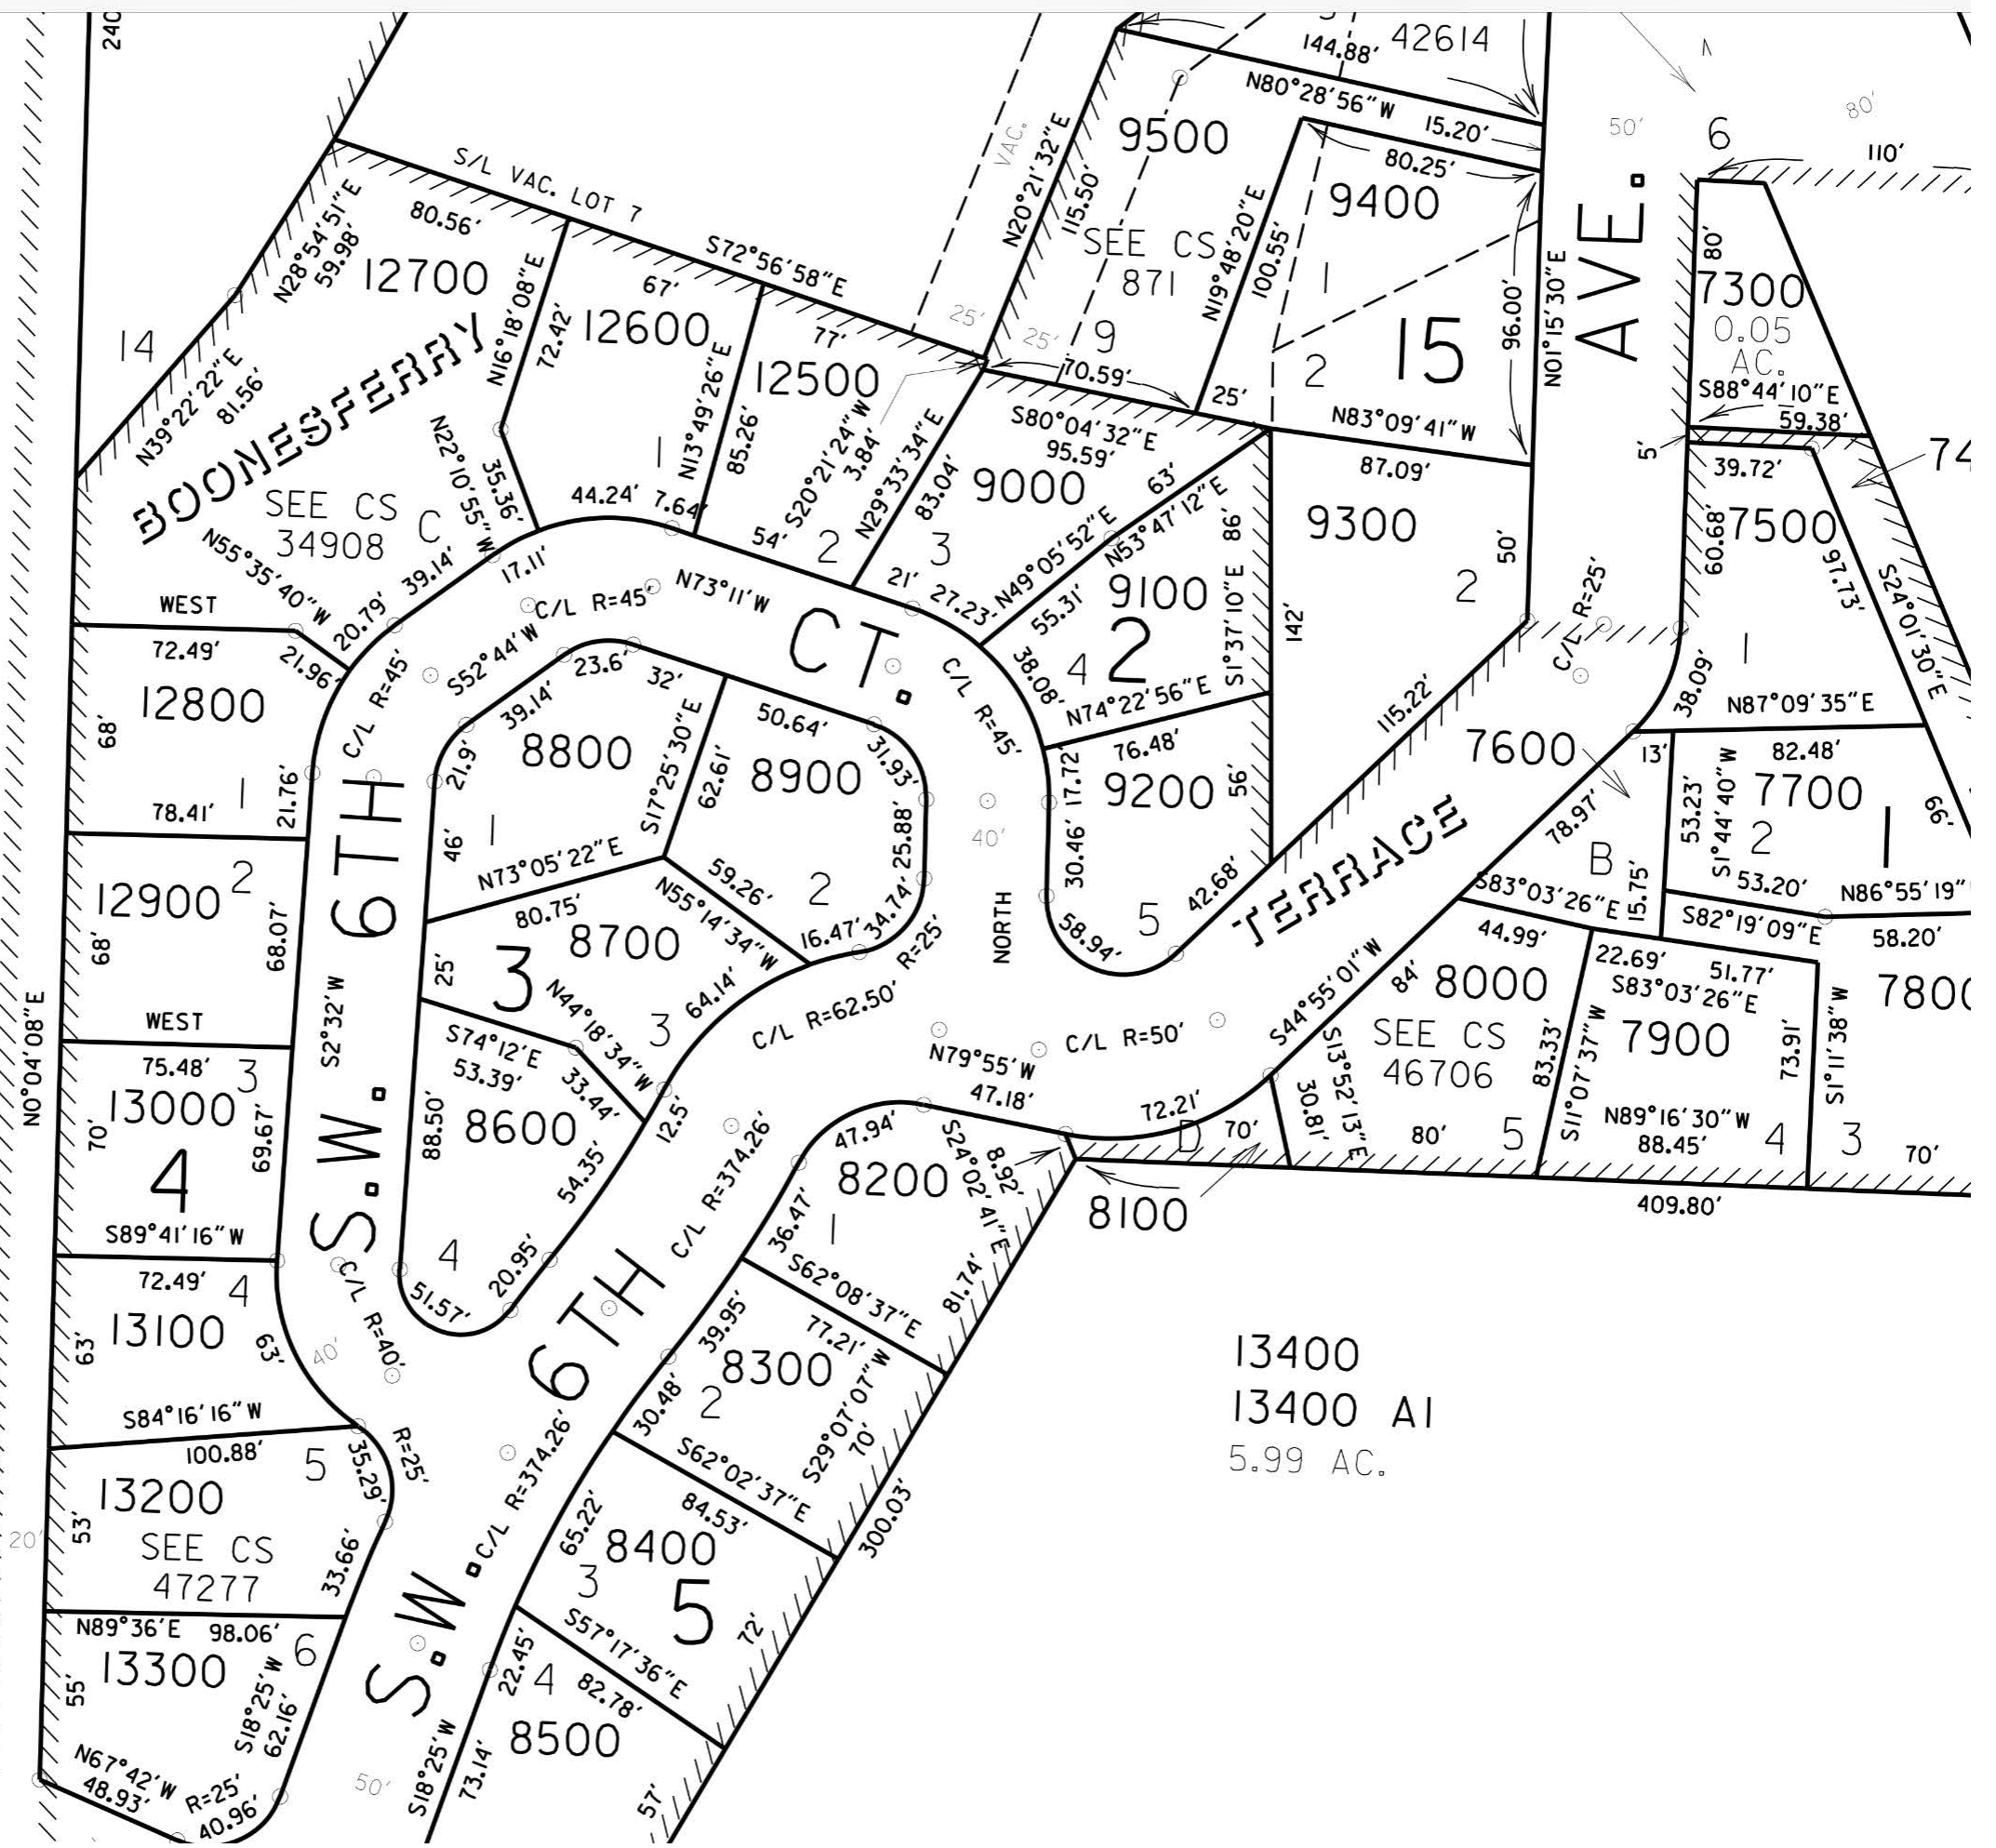 240
144.88'
42614
N80°28'56"W
15.20'
80.25'
50'
6
80'
110'
S/L VAC. LOT 7
VAC.
N20°21'32"E
115.50'
9500
SEE CS
871
9
N19°48'20"E
100.55'
9400
1
2
15
96.00'
N01°15'30"E
AVE.
80'
7300
0.05
AC.
S88°44'10"E
59.38'
5'
39.72'
74
N28°54'51"E
59.98'
80.56'
12700
N16°18'08"E
72.42'
S72°56'58"E
67'
12600
1
77'
12500
25'
25'
70.59'
25'
N83°09'41"W
87.09'
14
N39°22'22"E
81.56'
BOONESFERRY
SEE CS
34908
C
N22°10'55"W
35.36'
N13°49'26"E
85.26'
44.24'
7.64'
54'
S20°21'24"W
3.84'
2
N29°33'34"E
83.04'
S80°04'32"E
95.59'
9000
3
21'
27.23'
N49°05'52"E
63'
N53°47'12"E
55.31'
86'
9100
2
4
38.08'
S1°37'10"E
142'
9300
2
50'
60.68'
7500
97.73'
S24°01'30"E
1
38.09'
C/L R=25'
N87°09'35"E
N55°35'40"W
39.14'
17.11'
20.79'
WEST
72.49'
21.96'
12800
68'
78.41'
1
21.76'
C/L R=45'
S52°44'W
C/L R=45'
N73°11'W
CT.
C/L R=45'
23.6'
32'
39.14'
21.9'
8800
46'
1
N73°05'22"E
S17°25'30"E
62.61'
50.64'
31.93'
8900
25.88'
2
59.26'
16.47'
34.74'
R=25'
40'
NORTH
N74°22'56"E
76.48'
17.72'
9200
56'
30.46'
5
58.94'
42.68'
115.22'
TERRACE
7600
13'
82.48'
78.97'
53.23'
S1°44'40"W
7700
2
1
66'
B
S83°03'26"E
15.75'
53.20'
N86°55'19"
S82°19'09"E
58.20'
12900
2
68'
68.07'
WEST
S.W. 6TH
S2°32'W
80.75'
8700
3
25'
N55°14'34"W
64.14'
3
N44°18'34"W
S74°12'E
53.39'
33.44'
12.5'
8600
88.50'
54.35'
4
20.95'
51.57'
C/L R=62.50'
N79°55'W
47.18'
C/L R=50'
S44°55'01"W
84'
44.99'
8000
SEE CS
46706
S13°52'13"E
30.81'
83.33'
80'
5
22.69'
51.77'
S83°03'26"E
7900
S11°07'37"W
N89°16'30"W
88.45'
4
73.91'
S1°11'38"W
7800
3
70'
72.21'
D
70'
8100
409.80'
N0°04'08"E
75.48'
3
13000
70'
4
69.67'
S89°41'16"W
72.49'
4
13100
63'
63'
C/L R=40'
40'
S84°16'16"W
100.88'
5
35.29'
R=25'
13200
53'
20'
SEE CS
47277
33.66'
N89°36'E
98.06'
6
13300
55'
S18°25'W
62.16'
N67°42'W
48.93'
R=25'
40.96'
50'
C/L R=374.26'
S.W. 6TH
C/L R=374.26'
47.94'
8200
S24°02'41"E
8.92'
36.47'
1
81.74'
S62°08'37"E
77.21'
39.95'
8300
2
30.48'
S29°07'07"W
70'
S62°02'37"E
84.53'
300.03'
65.22'
8400
3
5
72'
S57°17'36"E
82.78'
22.45'
4
8500
S18°25'W
73.14'
57'
13400
13400 A1
5.99 AC.